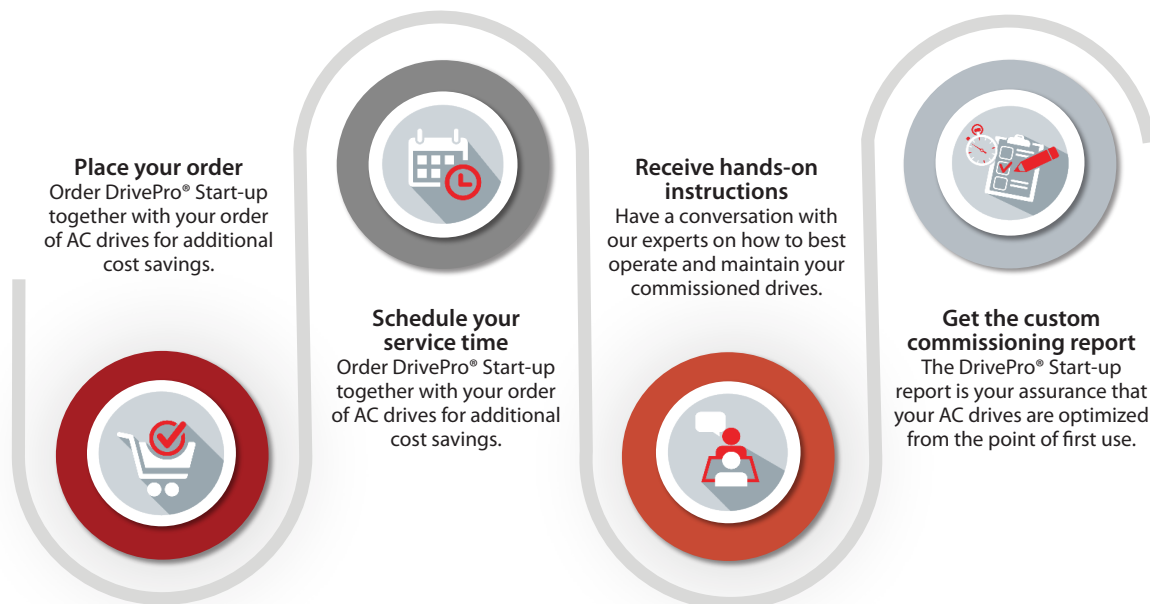 Place your order
Order DrivePro® Start-up
together with your order
of AC drives for additional
cost savings.
Schedule your
service time
Order DrivePro® Start-up
together with your order
of AC drives for additional
cost savings.
Receive hands-on
instructions
Have a conversation with
our experts on how to best
operate and maintain your
commissioned drives.
Get the custom
commissioning report
The DrivePro® Start-up
report is your assurance that
your AC drives are optimized
from the point of first use.